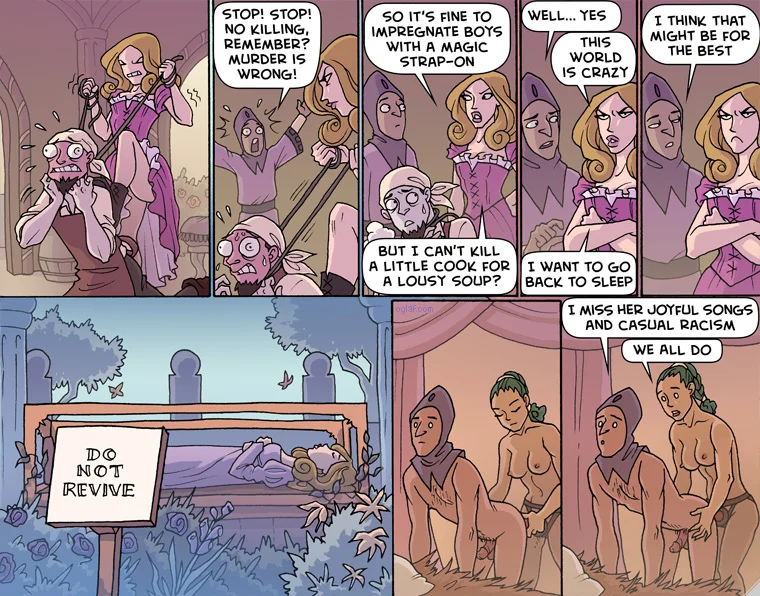 STOP! STOP!
NO KILLING,
REMEMBER?
MURDER IS
WRONG!
SO IT'S FINE TO
IMPREGNATE BOYS
WITH A MAGIC
STRAP-ON
BUT I CAN'T KILL
A LITTLE COOK FOR
A LOUSY SOUP?
WELL... YES
THIS
WORLD
IS CRAZY
I WANT TO GO
BACK TO SLEEP
I THINK THAT
MIGHT BE FOR
THE BEST
DO
NOT
REVIVE
oglaf.com
I MISS HER JOYFUL SONGS
AND CASUAL RACISM
WE ALL DO